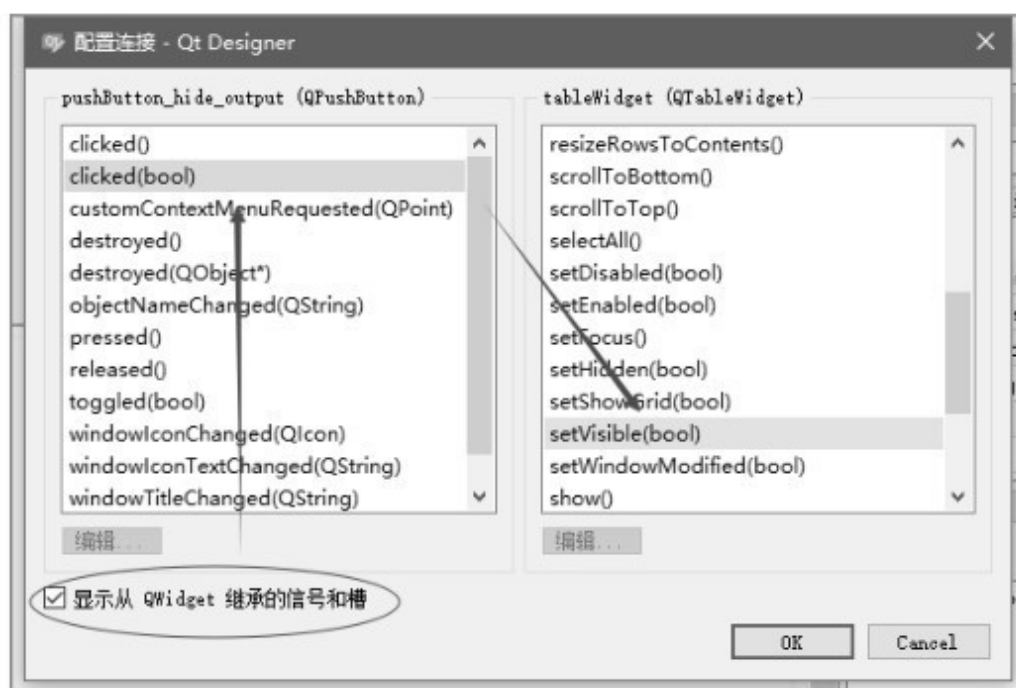 配置连接 - Qt Designer
pushButton_hide_output (QPushButton)
clicked()
clicked(bool)
customContextMenuRequested(QPoint)
destroyed()
destroyed(QObject*)
objectNameChanged(QString)
pressed()
released()
toggled(bool)
windowIconChanged(QIcon)
windowIconTextChanged(QString)
windowTitleChanged(QString)
编辑...
tableWidget (QTableWidget)
resizeRowsToContents()
scrollToBottom()
scrollToTop()
selectAll()
setDisabled(bool)
setEnabled(bool)
setFocus()
setHidden(bool)
setShowGrid(bool)
setVisible(bool)
setWindowModified(bool)
show()
编辑...
显示从 QWidget 继承的信号和槽
OK
Cancel